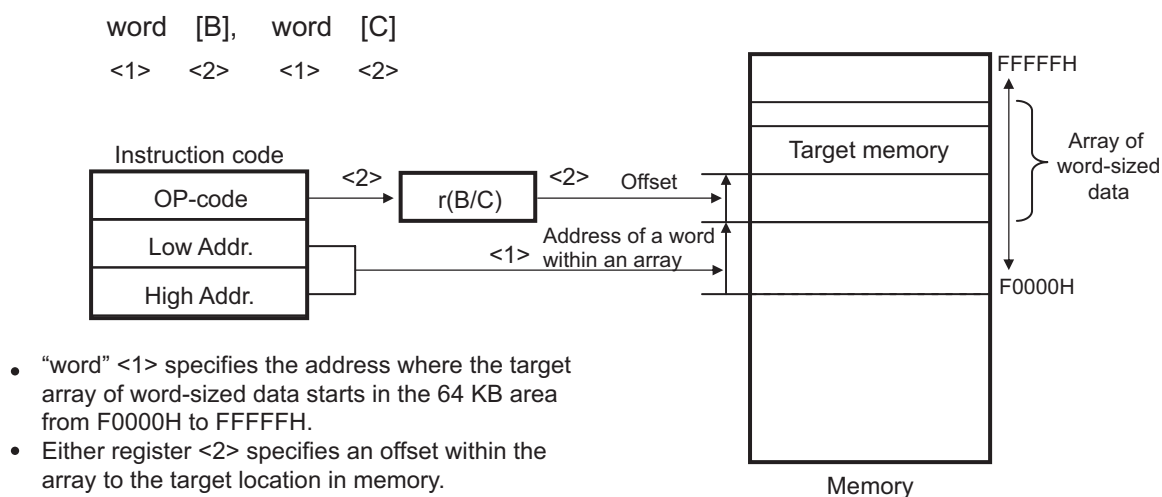 word [B], word [C]
<1> <2> <1> <2>
Instruction code
OP-code
Low Addr.
High Addr.
<2>
r(B/C)
<2>
Offset
<1>
Address of a word
within an array
FFFFFH
Target memory
Array of
word-sized
data
F0000H
Memory
• “word” <1> specifies the address where the target
array of word-sized data starts in the 64 KB area
from F0000H to FFFFFH.
• Either register <2> specifies an offset within the
array to the target location in memory.